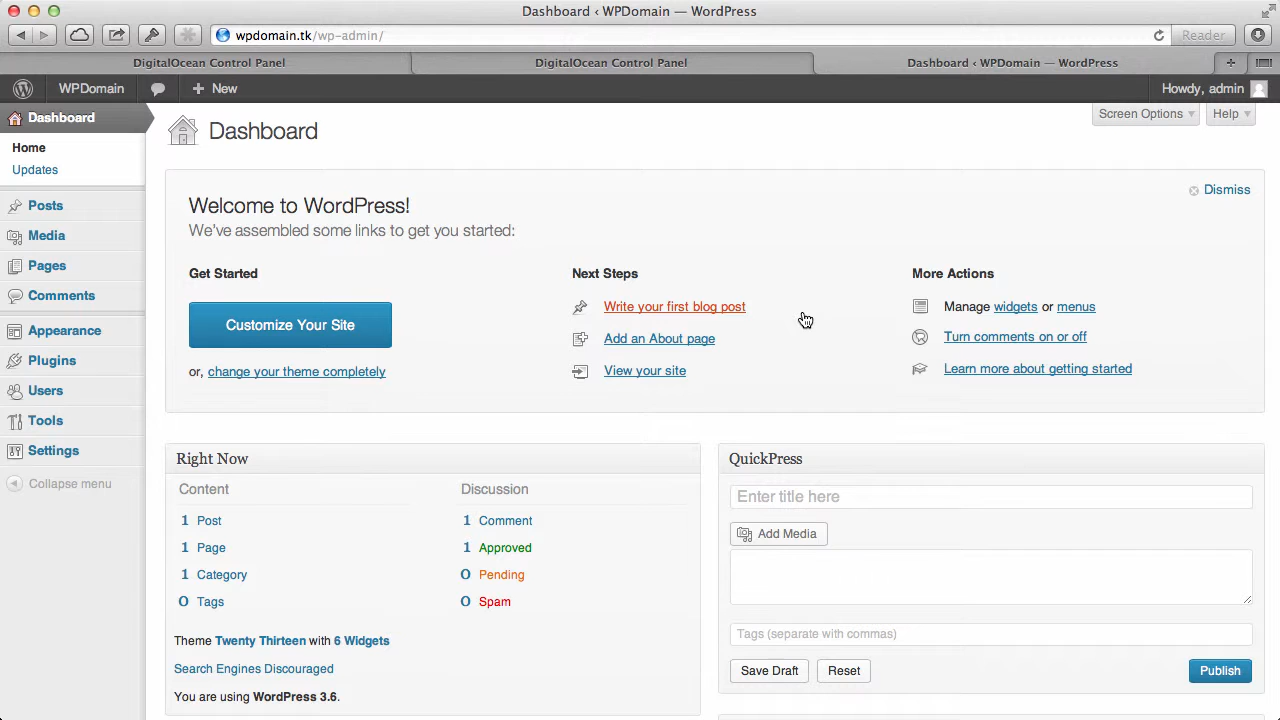 Dashboard ‹ WPDomain — WordPress
wpdomain.tk/wp-admin/
Reader
DigitalOcean Control Panel
DigitalOcean Control Panel
Dashboard ‹ WPDomain — WordPress
WPDomain
+ New
Howdy, admin
Dashboard
Home
Updates
Posts
Media
Pages
Comments
Appearance
Plugins
Users
Tools
Settings
Collapse menu
Dashboard
Screen Options
Help
Welcome to WordPress!
We've assembled some links to get you started:
Dismiss
Get Started
Customize Your Site
or, change your theme completely
Next Steps
Write your first blog post
Add an About page
View your site
More Actions
Manage widgets or menus
Turn comments on or off
Learn more about getting started
Right Now
Content
1 Post
1 Page
1 Category
0 Tags
Discussion
1 Comment
1 Approved
0 Pending
0 Spam
Theme Twenty Thirteen with 6 Widgets
Search Engines Discouraged
You are using WordPress 3.6.
QuickPress
Enter title here
Add Media
Tags (separate with commas)
Save Draft
Reset
Publish